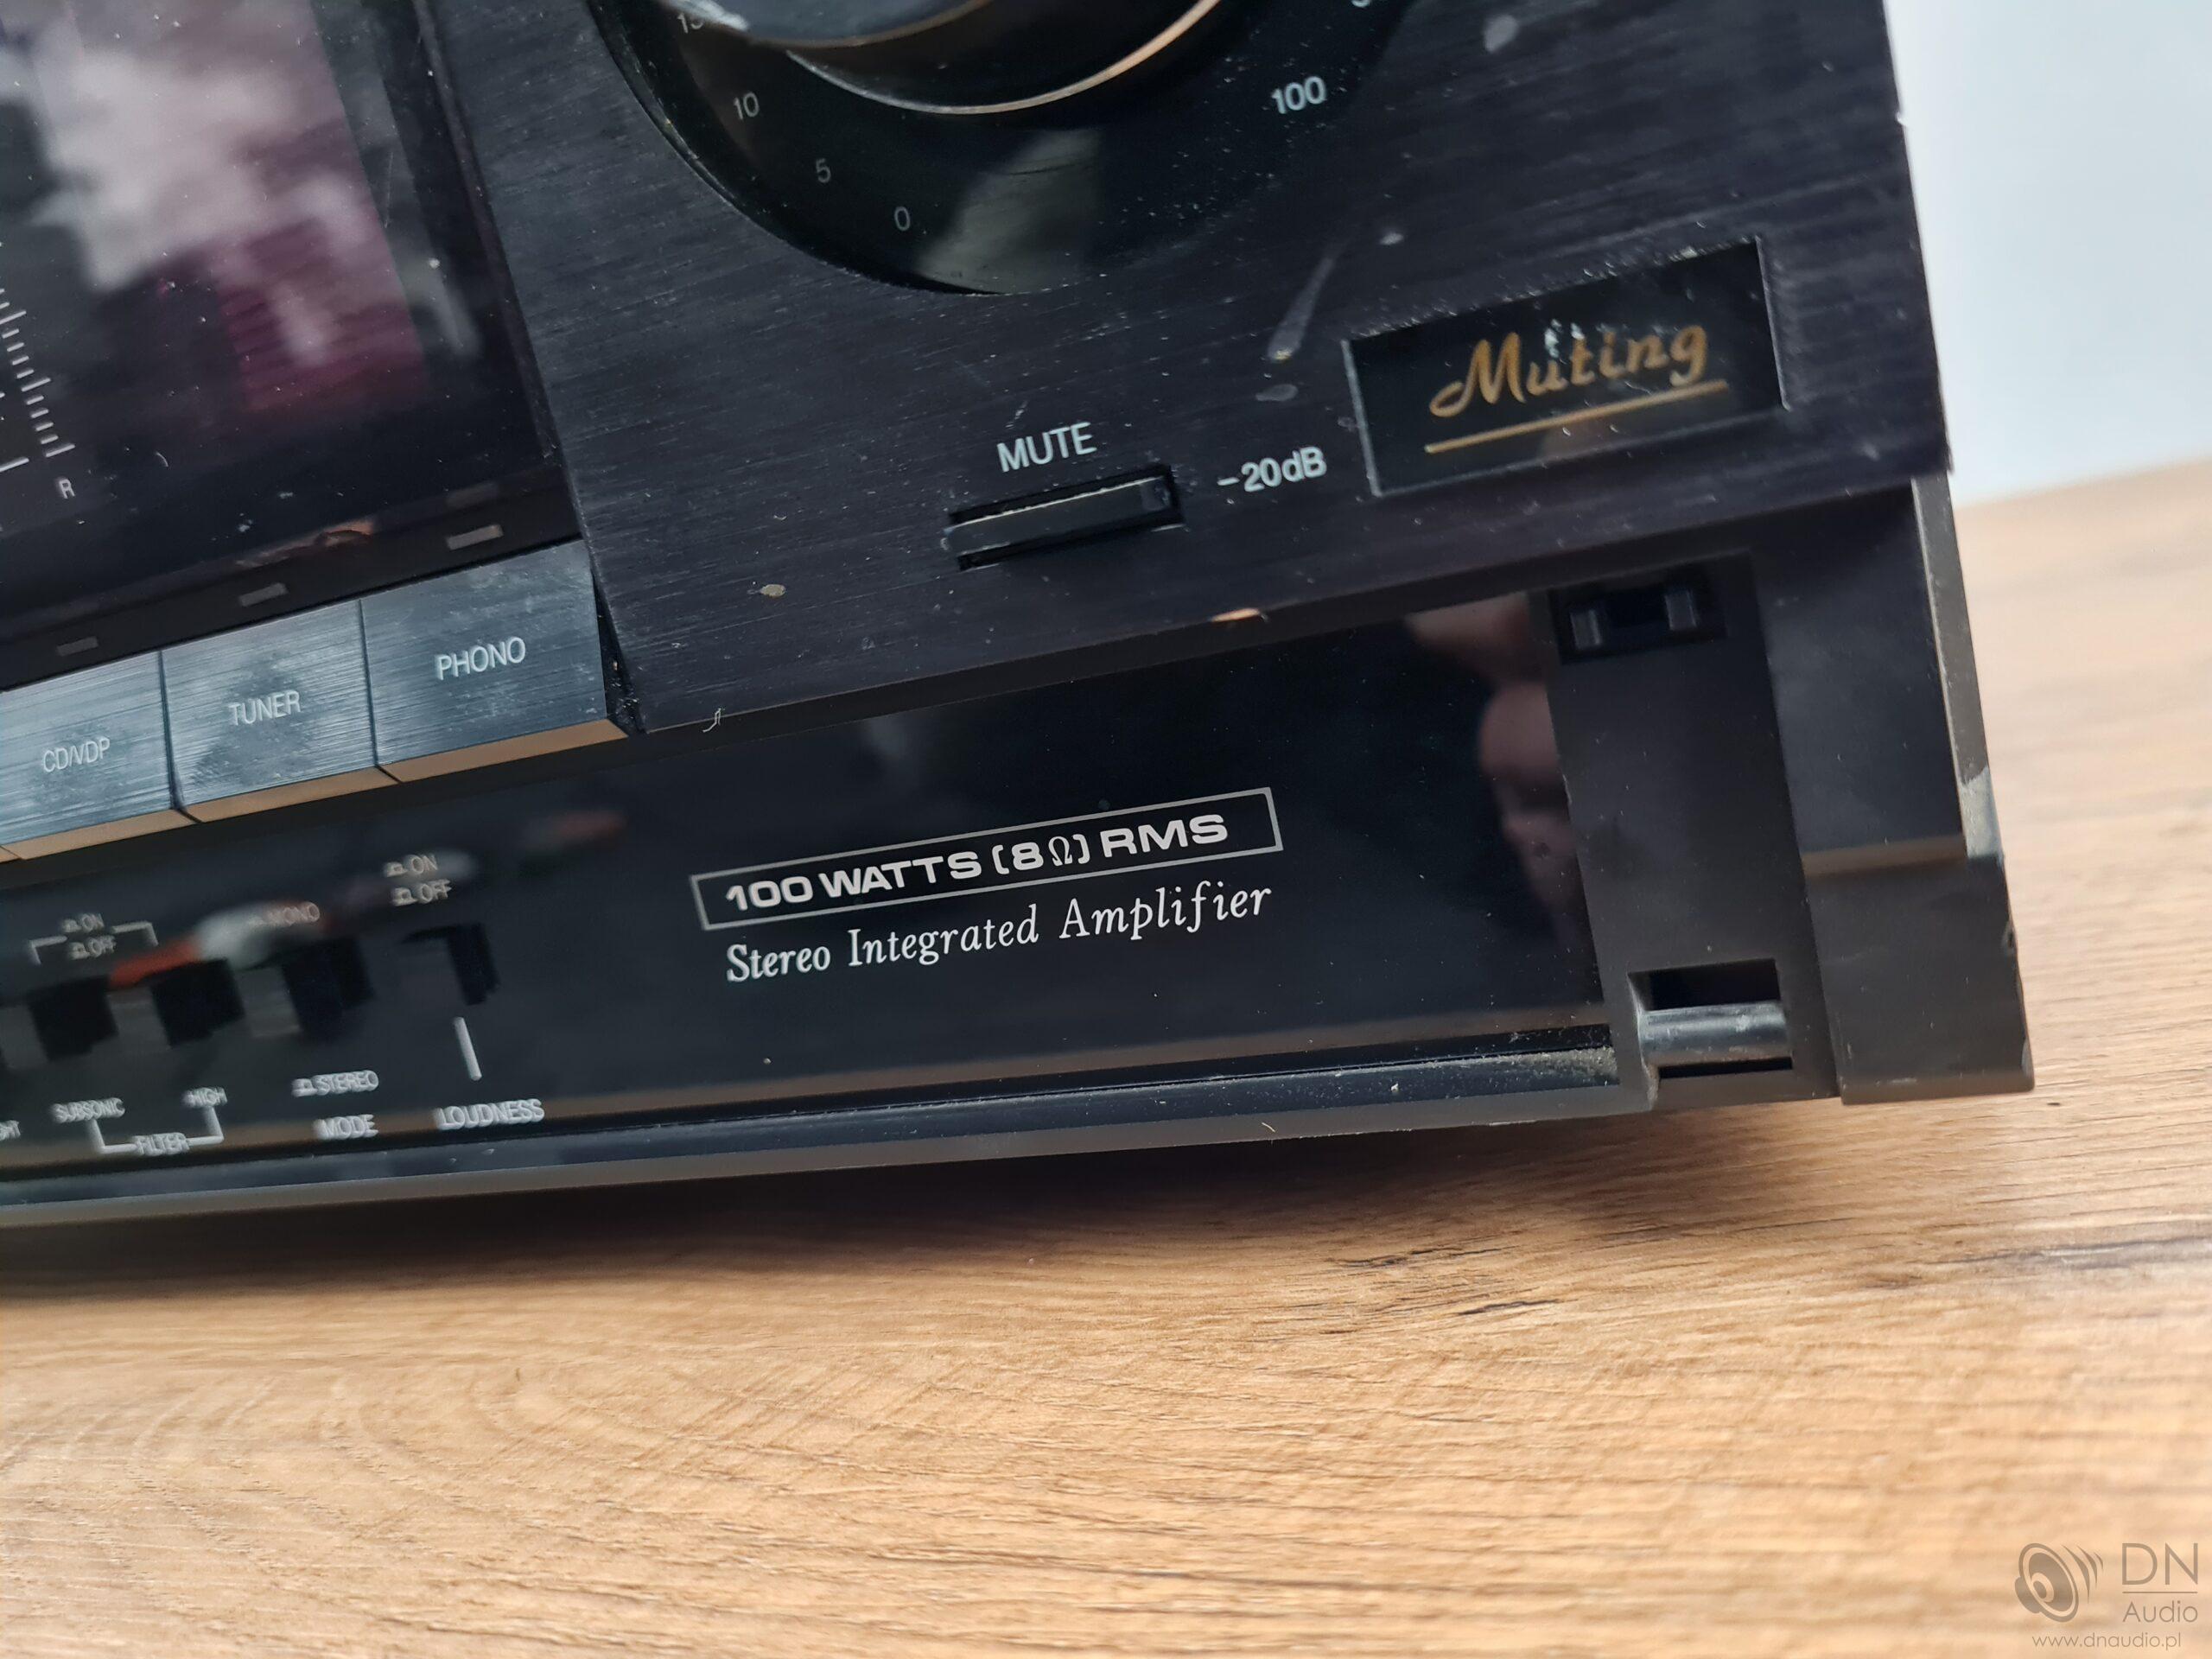 10
5
0
100
R
MUTE
-20dB
Muting
CD/VDP
TUNER
PHONO
100 WATTS (8Ω) RMS
Stereo Integrated Amplifier
ON
OFF
ON
OFF
MONO
SUBSONIC
HIGH
FILTER
STEREO
MODE
LOUDNESS
DN
Audio
www.dnaudio.pl